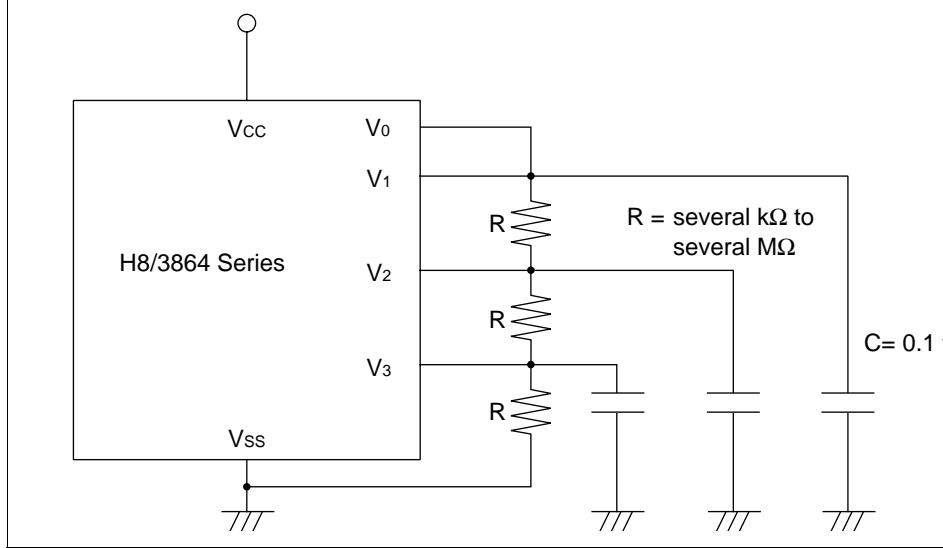 VCC
V0
V1
R
R = several kΩ to
several MΩ
H8/3864 Series
V2
R
V3
C= 0.1
R
VSS